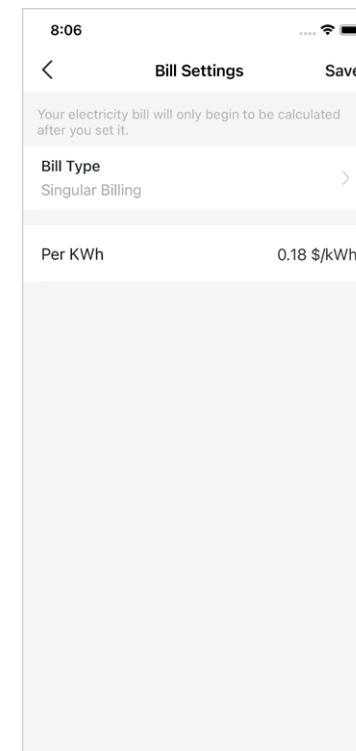 8:06
Bill Settings Save
Your electricity bill will only begin to be calculated
after you set it.
Bill Type
Singular Billing
Per KWh 0.18 $/kWh